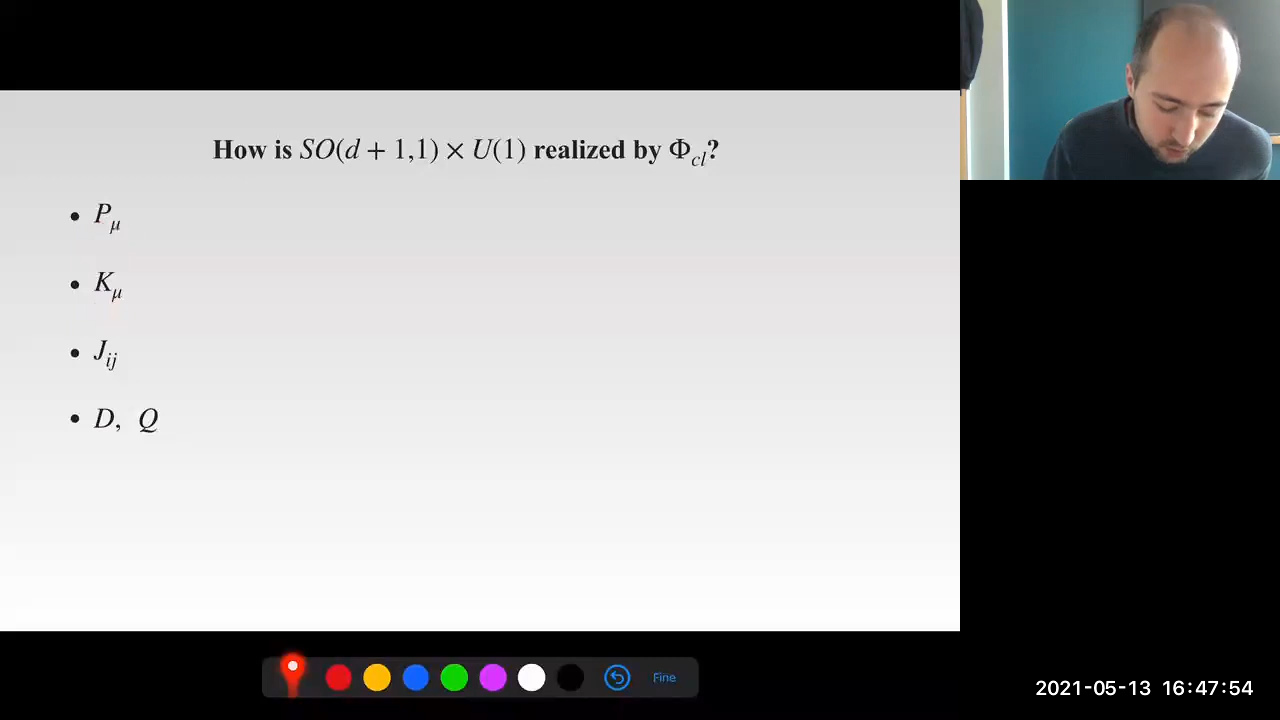 How is SO(d + 1,1) × U(1) realized by Φ_cl?
• P_μ
• K_μ
• J_ij
• D, Q
Fine
2021-05-13 16:47:54